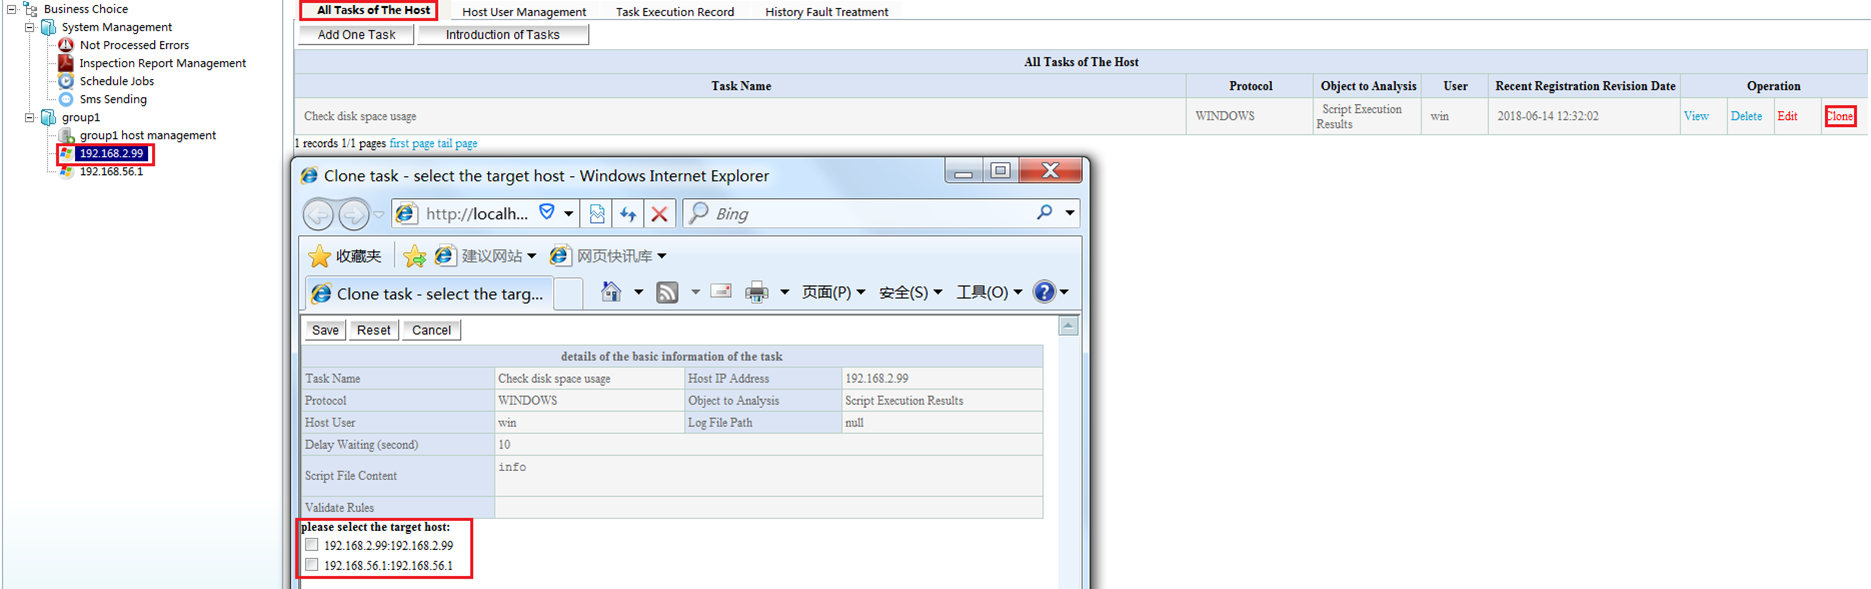 Business Choice
System Management
Not Processed Errors
Inspection Report Management
Schedule Jobs
Sms Sending
group1
group1 host management
192.168.2.99
192.168.56.1
All Tasks of The Host Host User Management Task Execution Record History Fault Treatment
Add One Task Introduction of Tasks
All Tasks of The Host
Task Name Protocol Object to Analysis User Recent Registration Revision Date Operation
Check disk space usage WINDOWS Script Execution Results win 2018-06-14 12:32:02 View Delete Edit Clone
1 records 1/1 pages first page tail page
Clone task - select the target host - Windows Internet Explorer
http://localh... Bing
收藏夹 建议网站 网页快讯库
Clone task - select the targ... 页面(P) 安全(S) 工具(O)
Save Reset Cancel
details of the basic information of the task
Task Name Check disk space usage Host IP Address 192.168.2.99
Protocol WINDOWS Object to Analysis Script Execution Results
Host User win Log File Path null
Delay Waiting (second) 10
Script File Content info
Validate Rules
please select the target host:
192.168.2.99:192.168.2.99
192.168.56.1:192.168.56.1